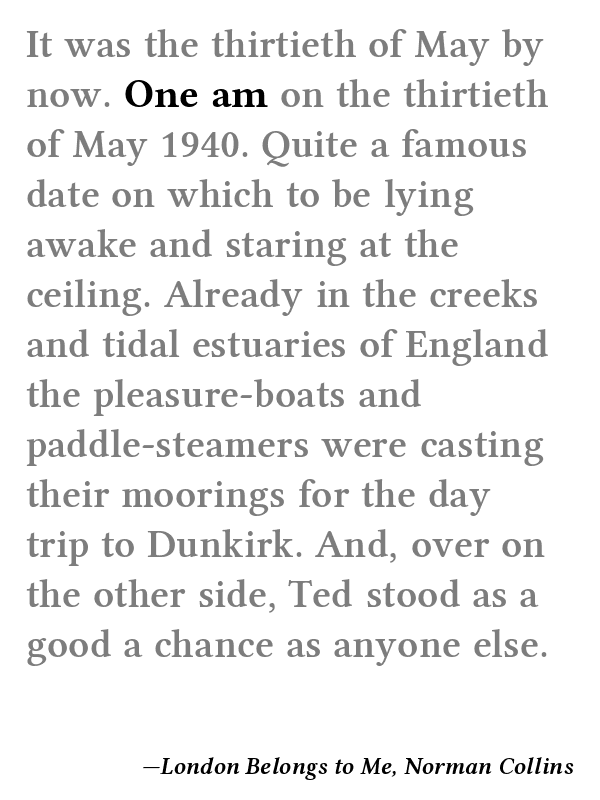 It was the thirtieth of May by
now. One am on the thirtieth
of May 1940. Quite a famous
date on which to be lying
awake and staring at the
ceiling. Already in the creeks
and tidal estuaries of England
the pleasure-boats and
paddle-steamers were casting
their moorings for the day
trip to Dunkirk. And, over on
the other side, Ted stood as a
good a chance as anyone else.
—London Belongs to Me, Norman Collins